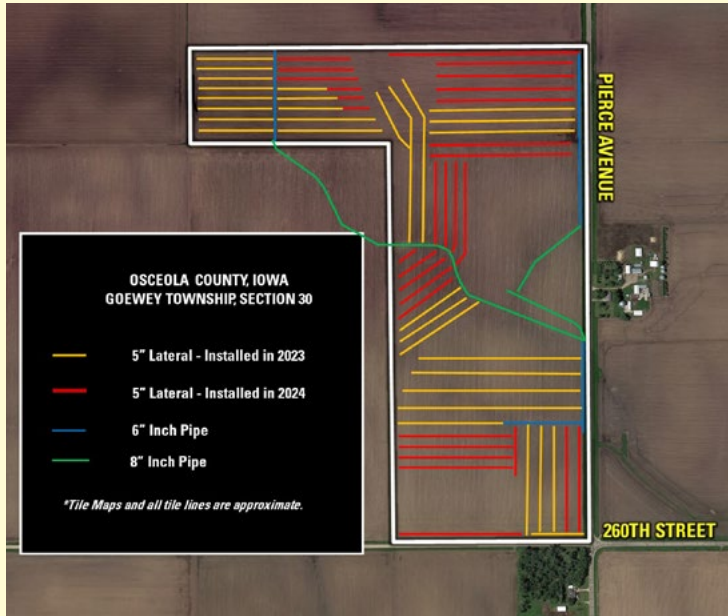 PIERCE AVENUE
OSCEOLA COUNTY, IOWA
GOEWEY TOWNSHIP, SECTION 30
5" Lateral - Installed in 2023
5" Lateral - Installed in 2024
6" Inch Pipe
8" Inch Pipe
*Tile Maps and all tile lines are approximate.
260TH STREET